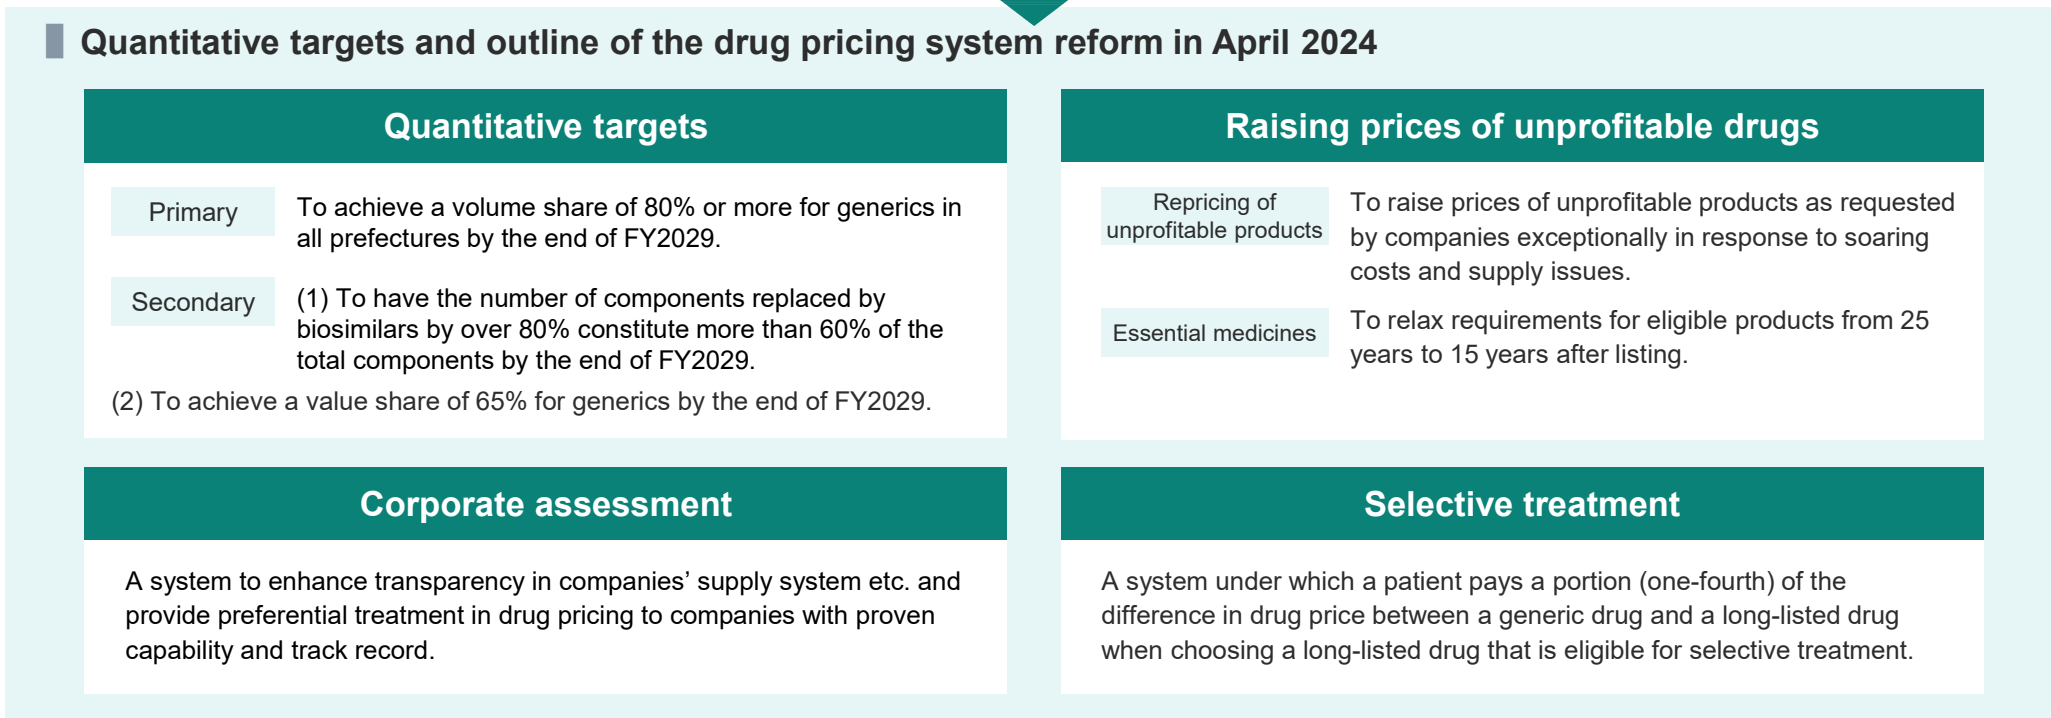 Quantitative targets and outline of the drug pricing system reform in April 2024
Quantitative targets
Primary
To achieve a volume share of 80% or more for generics in
all prefectures by the end of FY2029.
Secondary
(1) To have the number of components replaced by
biosimilars by over 80% constitute more than 60% of the
total components by the end of FY2029.
(2) To achieve a value share of 65% for generics by the end of FY2029.
Raising prices of unprofitable drugs
Repricing of
unprofitable products
To raise prices of unprofitable products as requested
by companies exceptionally in response to soaring
costs and supply issues.
Essential medicines
To relax requirements for eligible products from 25
years to 15 years after listing.
Corporate assessment
A system to enhance transparency in companies’ supply system etc. and
provide preferential treatment in drug pricing to companies with proven
capability and track record.
Selective treatment
A system under which a patient pays a portion (one-fourth) of the
difference in drug price between a generic drug and a long-listed drug
when choosing a long-listed drug that is eligible for selective treatment.